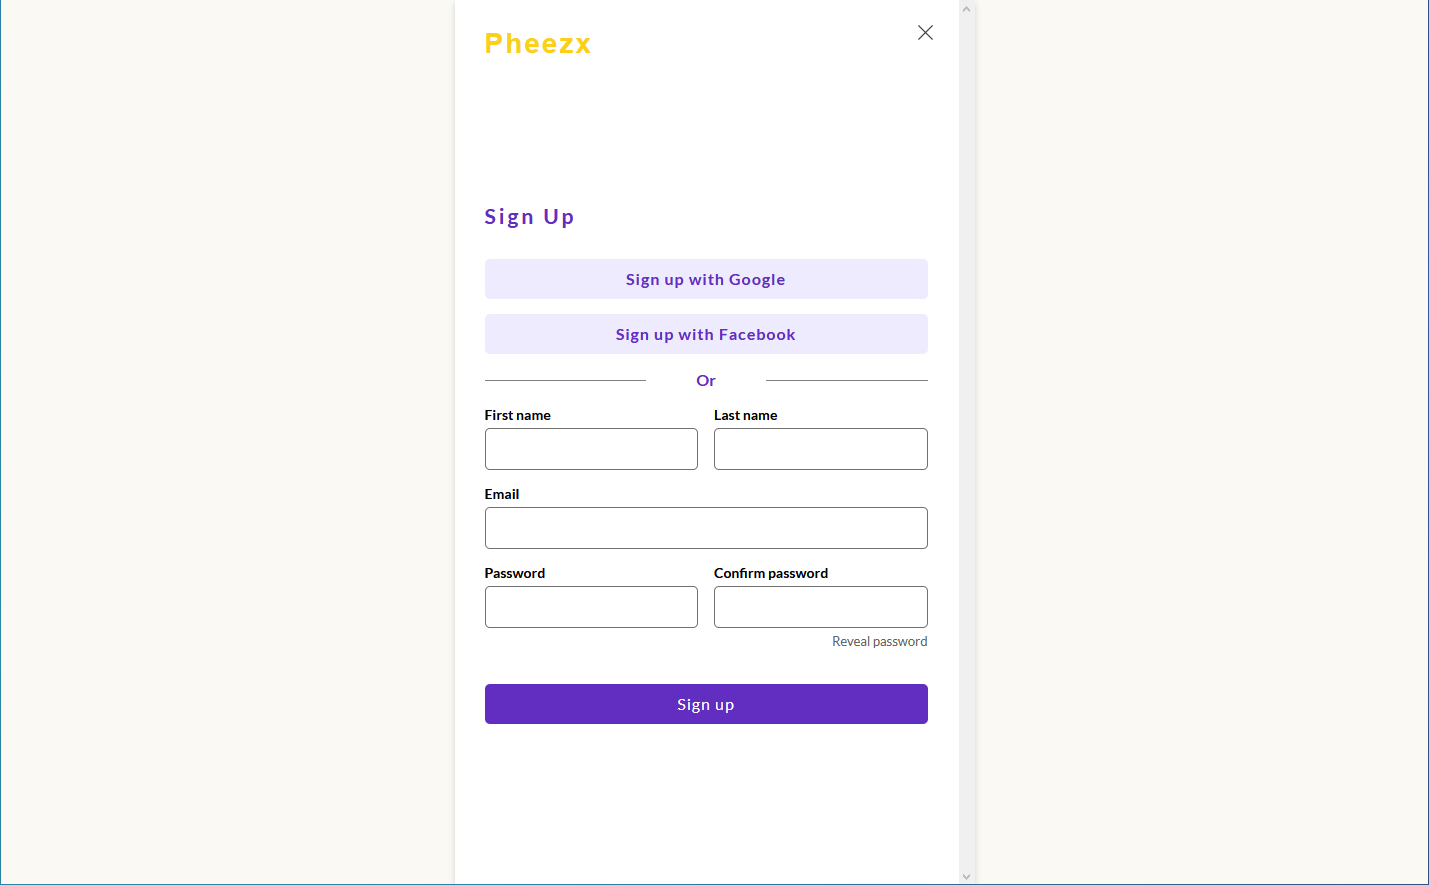 Pheezx
Sign Up
Sign up with Google
Sign up with Facebook
Or
First name
Last name
Email
Password
Confirm password
Reveal password
Sign up